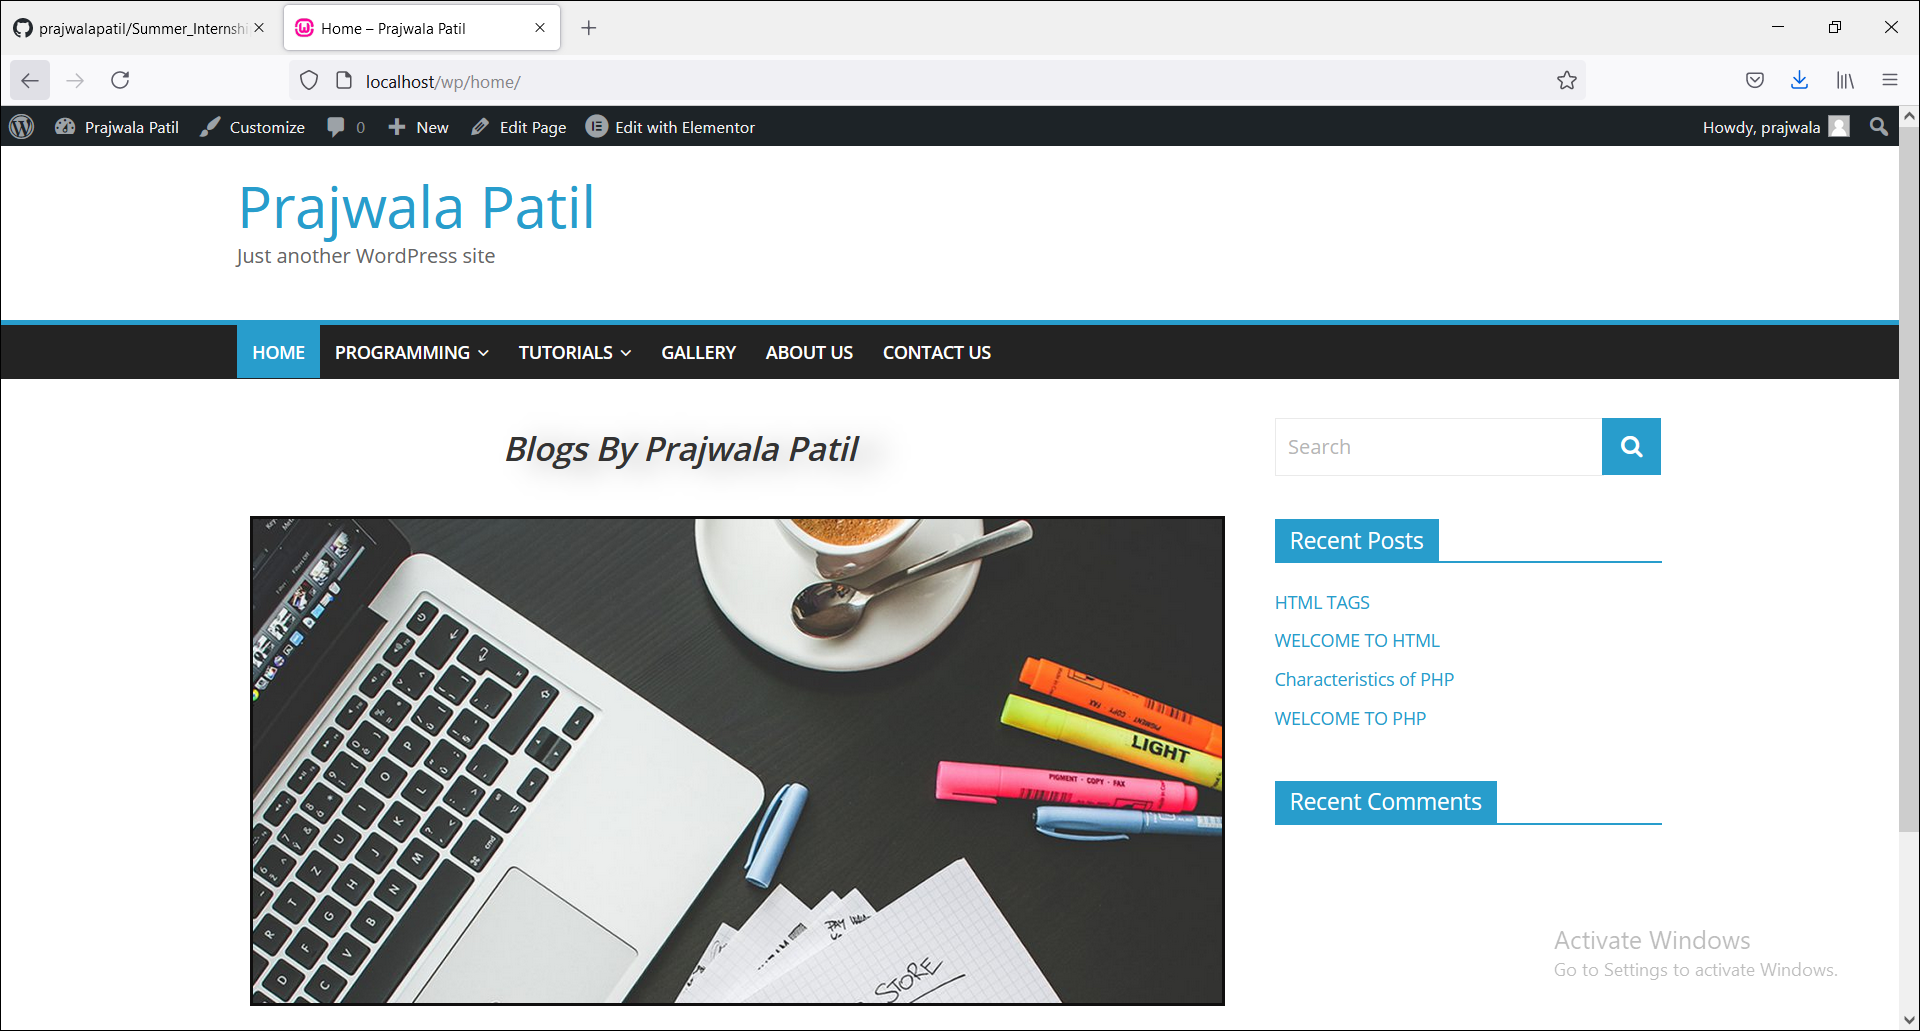 prajwalapatil/Summer_Internshi
Home – Prajwala Patil
localhost/wp/home/
Prajwala Patil
Customize
0
New
Edit Page
Edit with Elementor
Howdy, prajwala
Prajwala Patil
Just another WordPress site
HOME
PROGRAMMING
TUTORIALS
GALLERY
ABOUT US
CONTACT US
Blogs By Prajwala Patil
Search
Recent Posts
HTML TAGS
WELCOME TO HTML
Characteristics of PHP
WELCOME TO PHP
Recent Comments
LIGHT
PIGMENT - COPY - FAX
STORE
Activate Windows
Go to Settings to activate Windows.